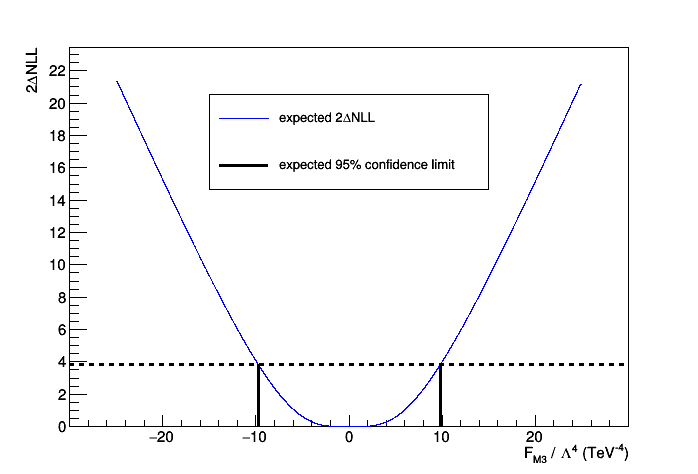 2ΔNLL
22
20
18
16
14
12
10
8
6
4
2
0
expected 2ΔNLL
expected 95% confidence limit
−20 −10 0 10 20
F_M3 / Λ⁴ (TeV⁻⁴)